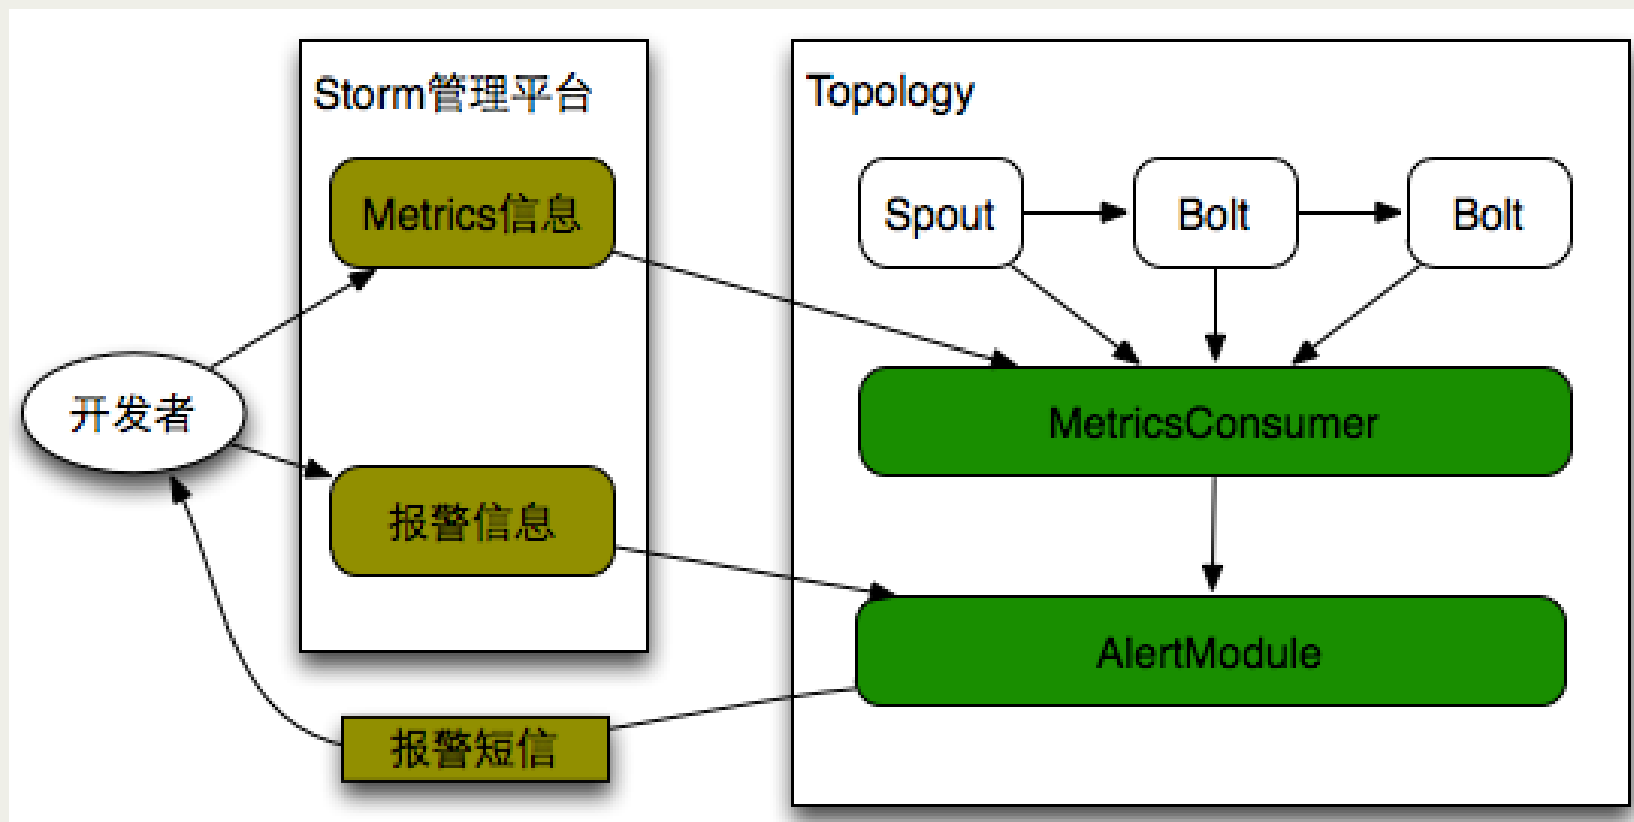 Storm管理平台
Topology
Metrics信息
Spout
Bolt
Bolt
开发者
MetricsConsumer
报警信息
AlertModule
报警短信